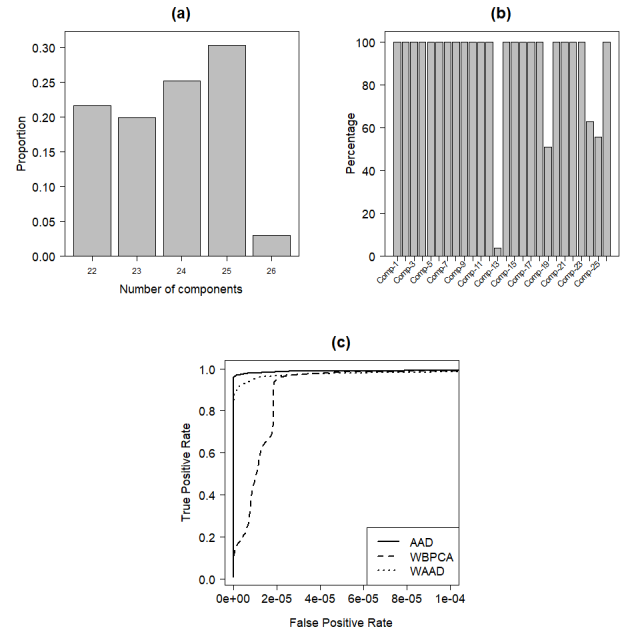 (a)
Proportion
0.30
0.25
0.20
0.15
0.10
0.05
0.00
22 23 24 25 26
Number of components
(b)
Percentage
100
80
60
40
20
0
Comp-1 Comp-3 Comp-5 Comp-7 Comp-9 Comp-11 Comp-13 Comp-15 Comp-17 Comp-19 Comp-21 Comp-23 Comp-25
(c)
True Positive Rate
1.0
0.8
0.6
0.4
0.2
0.0
AAD
WBPCA
WAAD
0e+00 2e-05 4e-05 6e-05 8e-05 1e-04
False Positive Rate